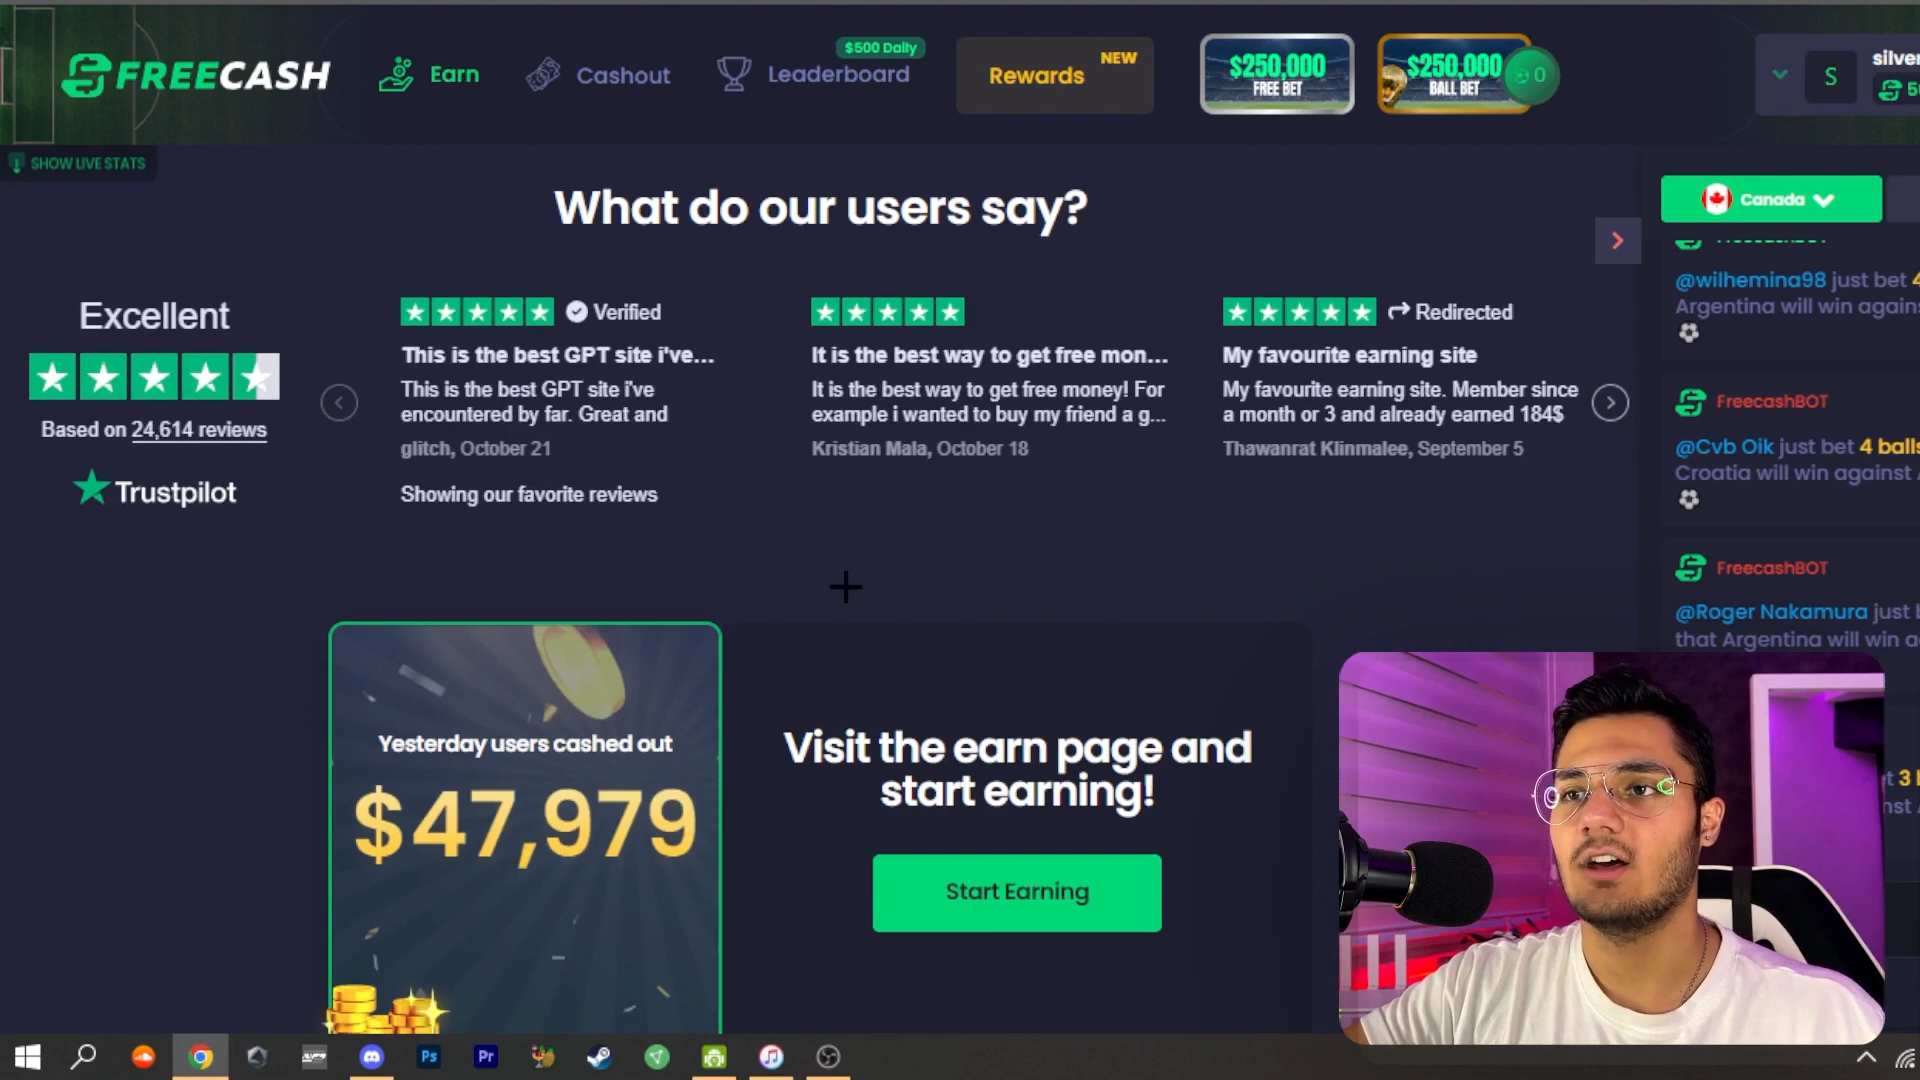 FREECASH
Earn
Cashout
$500 Daily
Leaderboard
Rewards
NEW
$250,000
FREE BET
$250,000
BALL BET
0
S
silver
SHOW LIVE STATS
What do our users say?
Canada
Excellent
Based on 24,614 reviews
Trustpilot
Verified
This is the best GPT site i've...
This is the best GPT site i've
encountered by far. Great and
glitch, October 21
Showing our favorite reviews
It is the best way to get free mon...
It is the best way to get free money! For
example i wanted to buy my friend a g...
Kristian Mala, October 18
Redirected
My favourite earning site
My favourite earning site. Member since
a month or 3 and already earned 184$
Thawanrat Klinmalee, September 5
@wilhemina98 just bet 4
Argentina will win agains
FreecashBOT
@Cvb Oik just bet 4 balls
Croatia will win against
FreecashBOT
@Roger Nakamura just
that Argentina will win
Yesterday users cashed out
$47,979
Visit the earn page and
start earning!
Start Earning
Ps
Pr